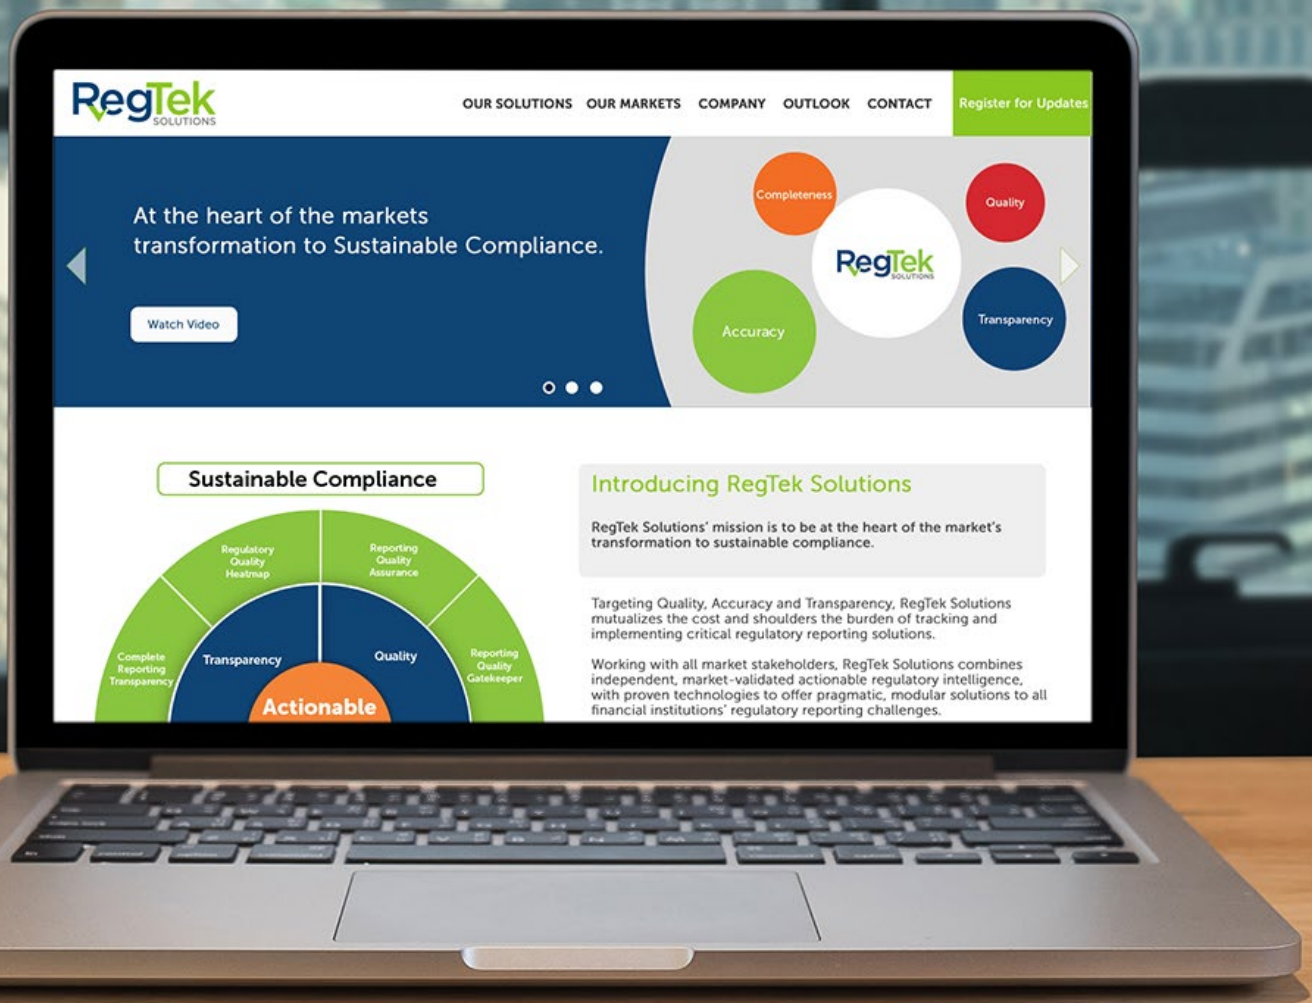 RegTek
SOLUTIONS
OUR SOLUTIONS OUR MARKETS COMPANY OUTLOOK CONTACT Register for Updates
At the heart of the markets
transformation to Sustainable Compliance.
Watch Video
Completeness
Quality
RegTek
SOLUTIONS
Accuracy
Transparency
Sustainable Compliance
Regulatory
Quality
Heatmap
Reporting
Quality
Assurance
Complete
Reporting
Transparency
Transparency
Quality
Reporting
Quality
Gatekeeper
Actionable
Introducing RegTek Solutions
RegTek Solutions' mission is to be at the heart of the market's
transformation to sustainable compliance.
Targeting Quality, Accuracy and Transparency, RegTek Solutions
mutualizes the cost and shoulders the burden of tracking and
implementing critical regulatory reporting solutions.
Working with all market stakeholders, RegTek Solutions combines
independent, market-validated actionable regulatory intelligence,
with proven technologies to offer pragmatic, modular solutions to all
financial institutions' regulatory reporting challenges.